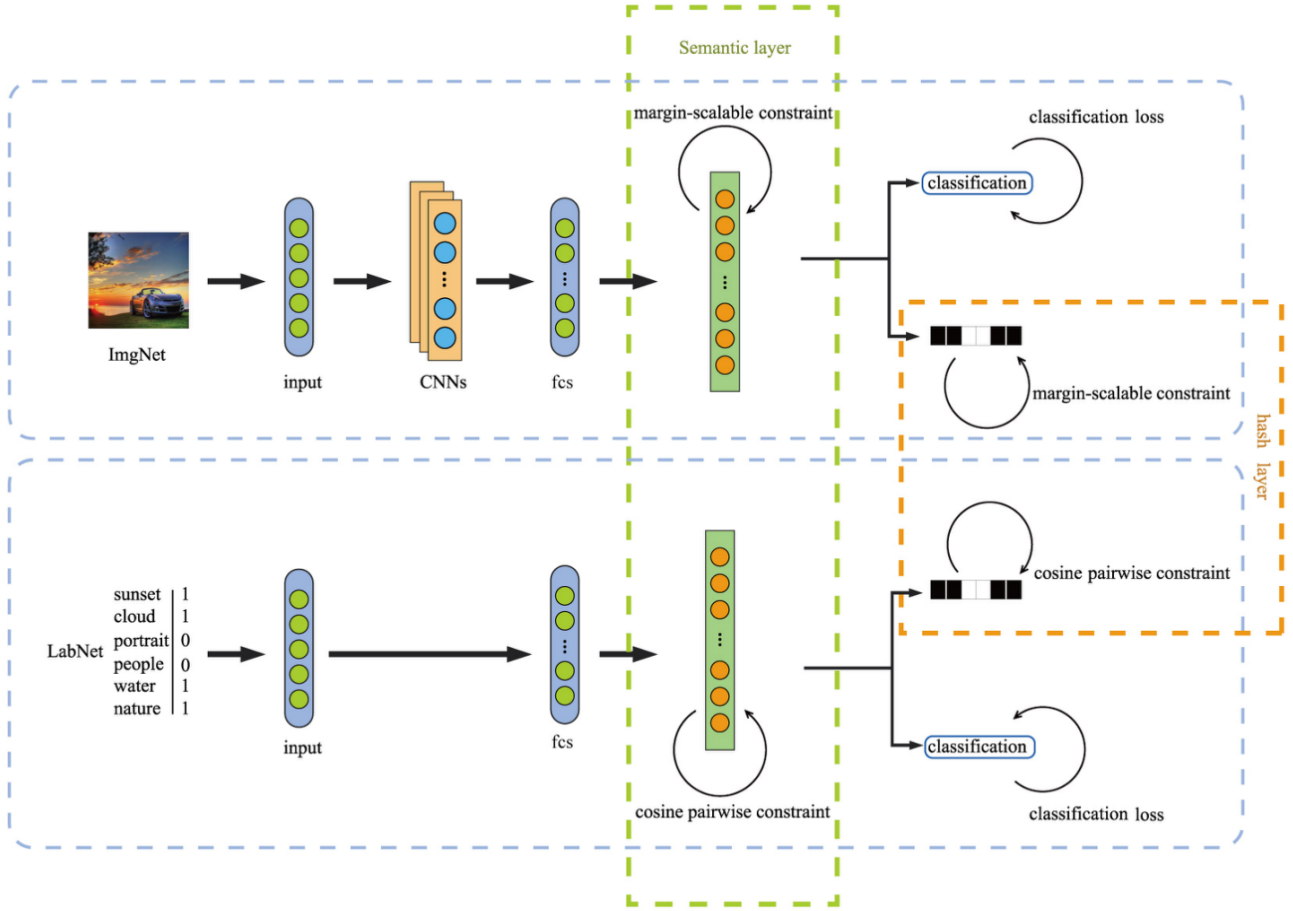 Semantic layer
margin-scalable constraint
classification loss
classification
ImgNet
input
CNNs
fcs
margin-scalable constraint
hash layer
LabNet
sunset 1
cloud 1
portrait 0
people 0
water 1
nature 1
input
fcs
cosine pairwise constraint
cosine pairwise constraint
classification
classification loss